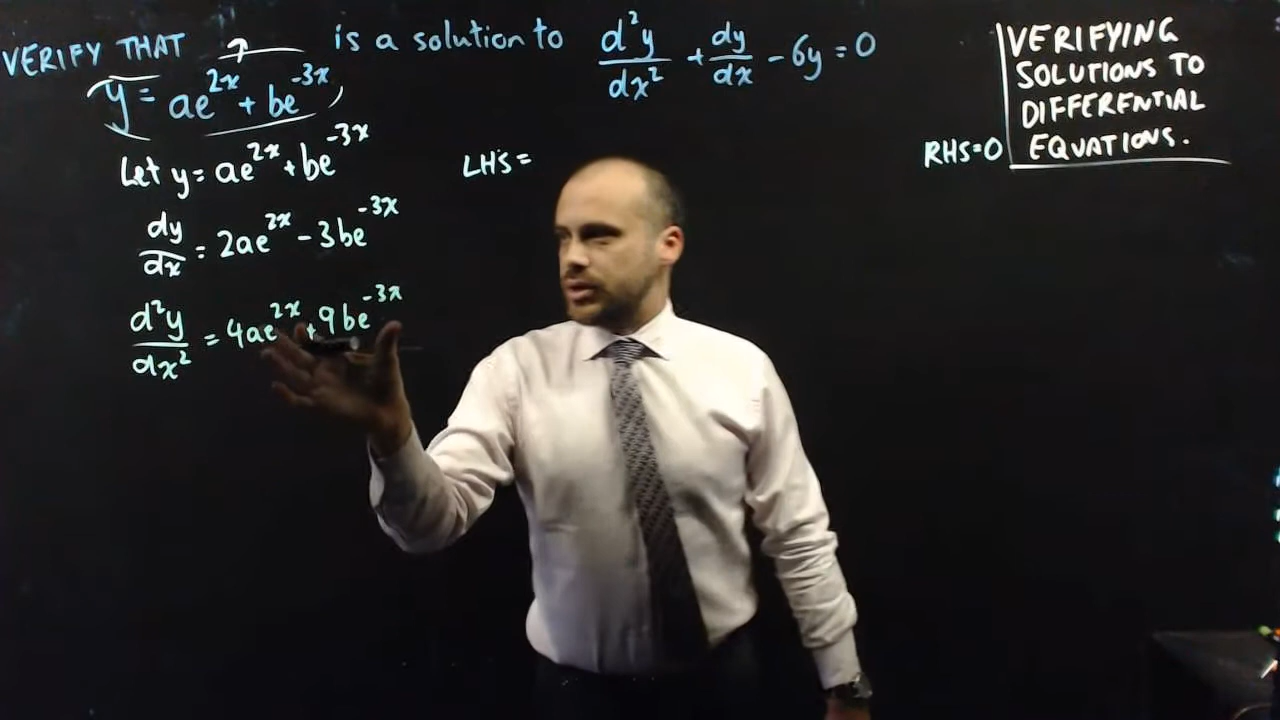 VERIFY THAT y = ae^{2x} + be^{-3x} is a solution to d²y/dx² + dy/dx - 6y = 0
VERIFYING
SOLUTIONS TO
DIFFERENTIAL
EQUATIONS.
Let y = ae^{2x} + be^{-3x}
LHS =
RHS = 0
dy/dx = 2ae^{2x} - 3be^{-3x}
d²y/dx² = 4ae^{2x} + 9be^{-3x}